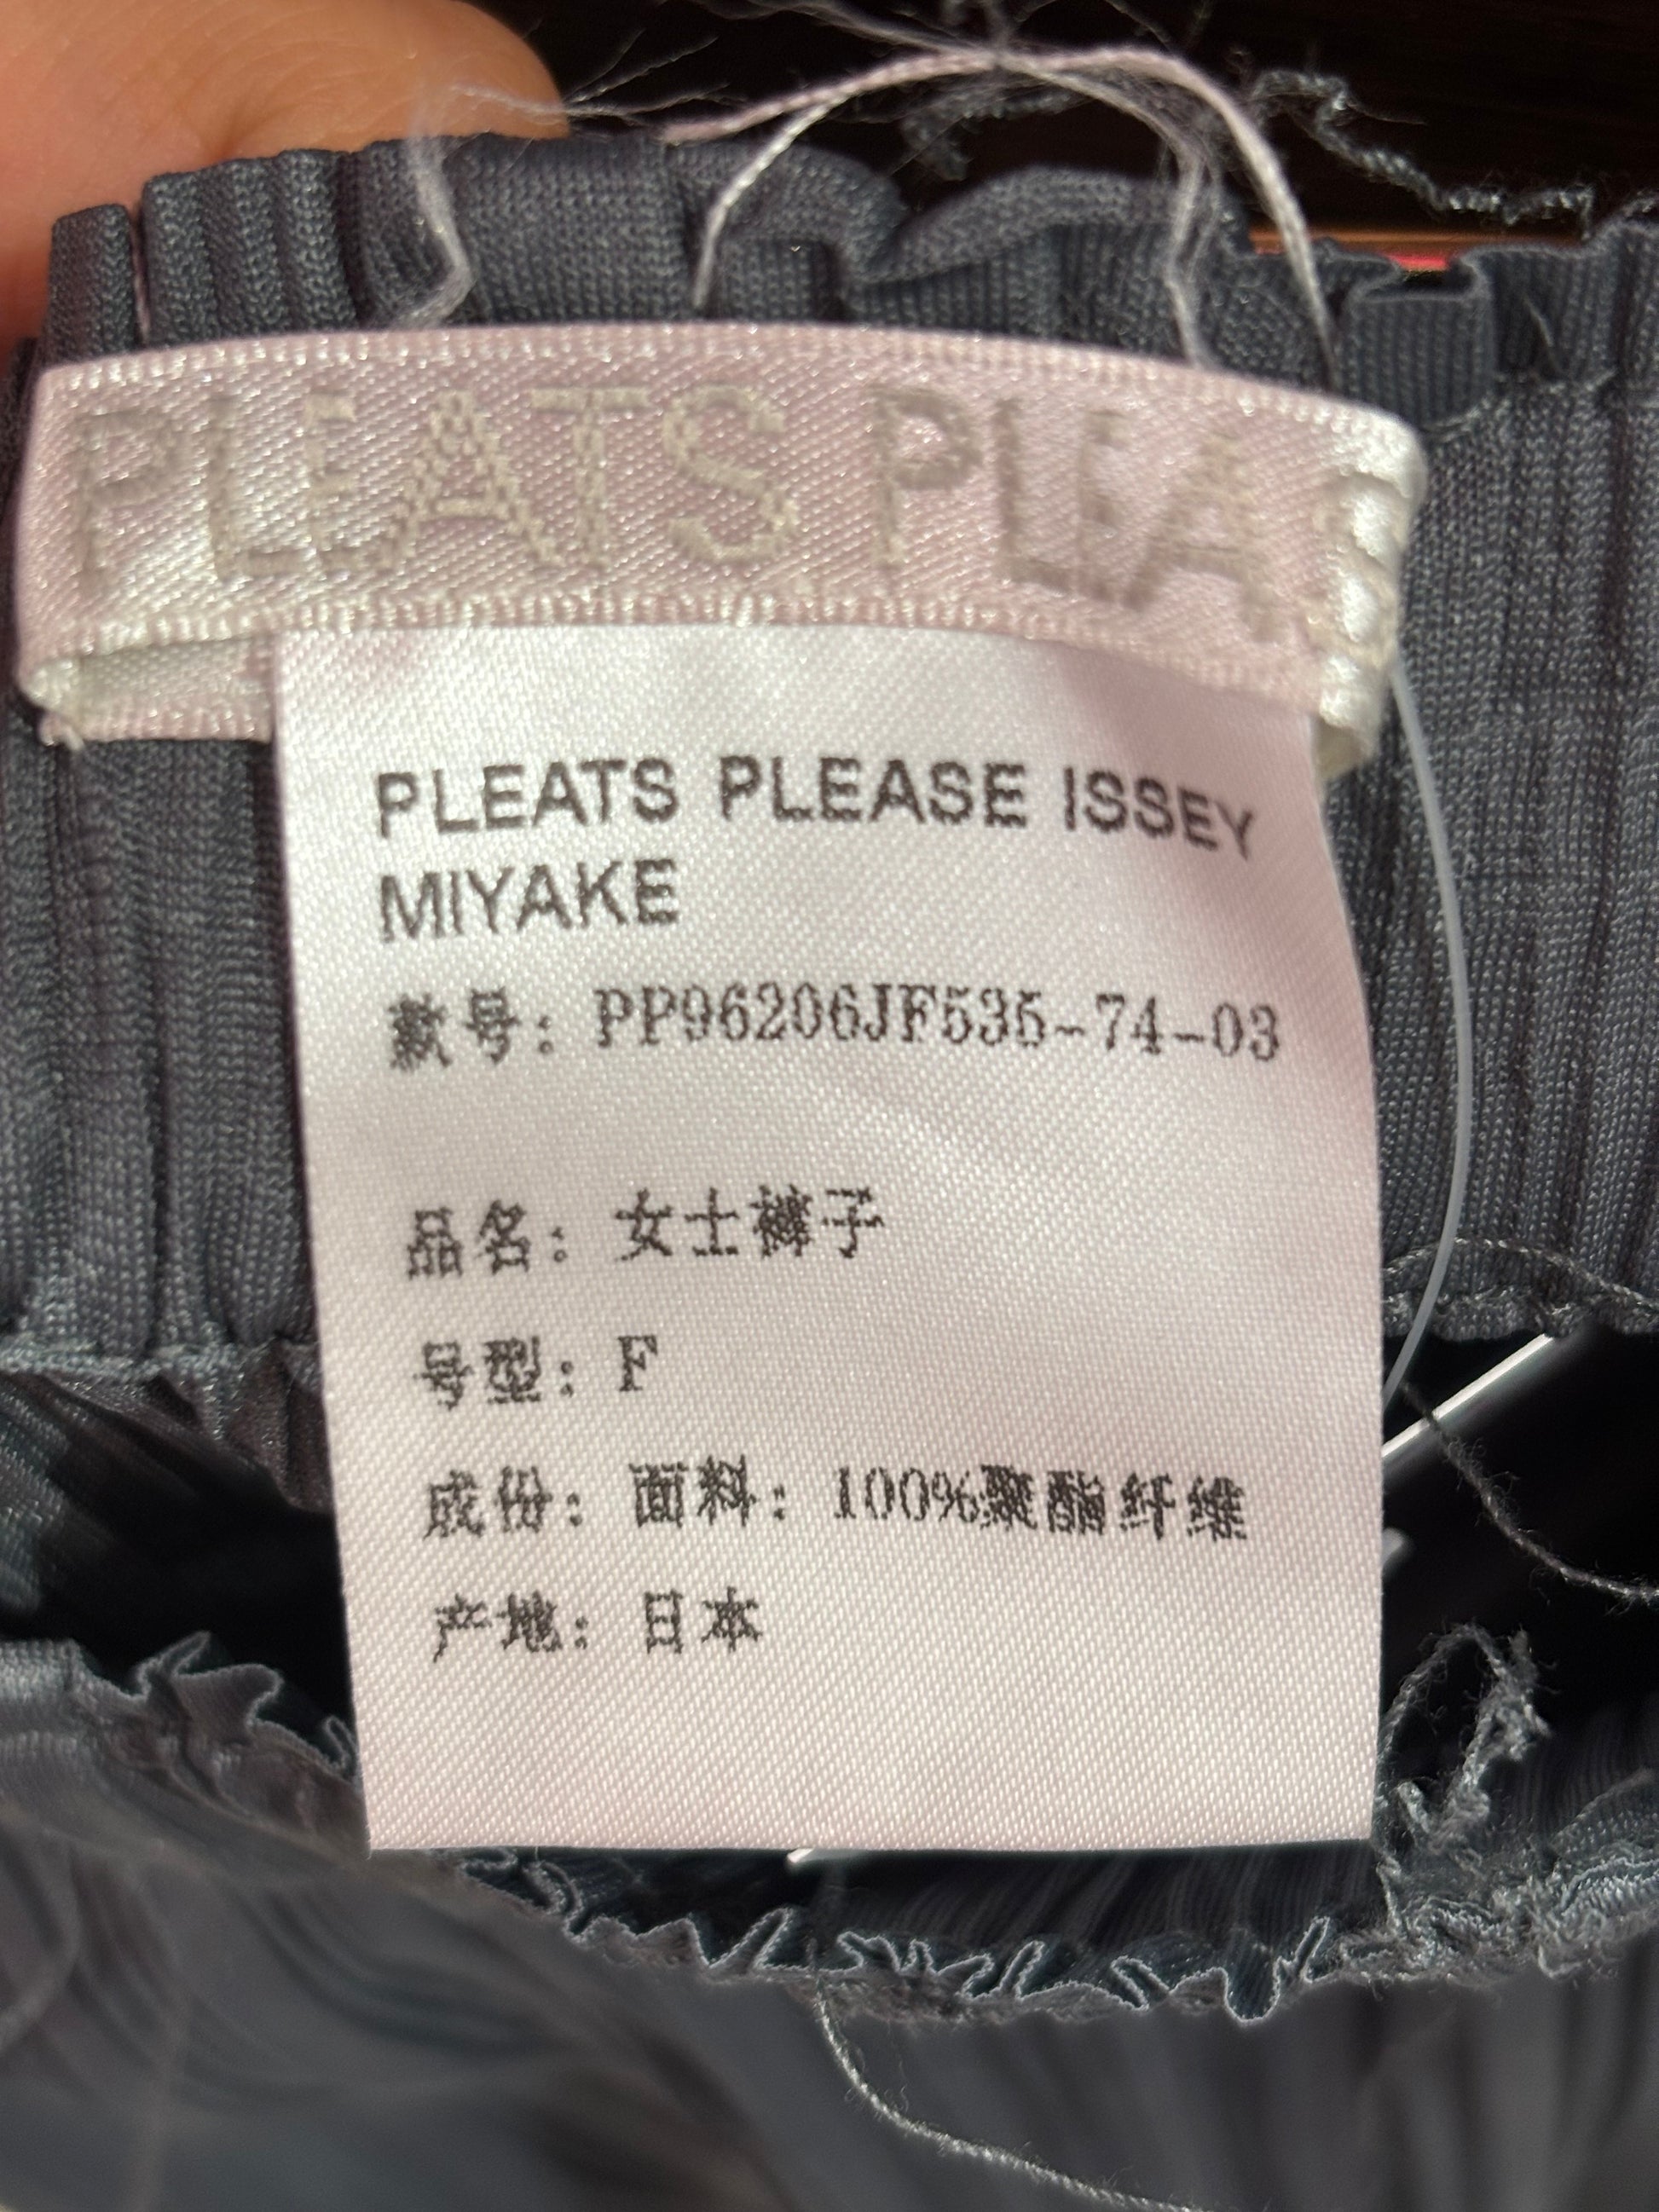 PLEATS PLEAS
PLEATS PLEASE ISSEY
MIYAKE
款号：PP96206JF535-74-03
品名：女士裤子
号型：F
成份：面料：100%聚酯纤维
产地：日本